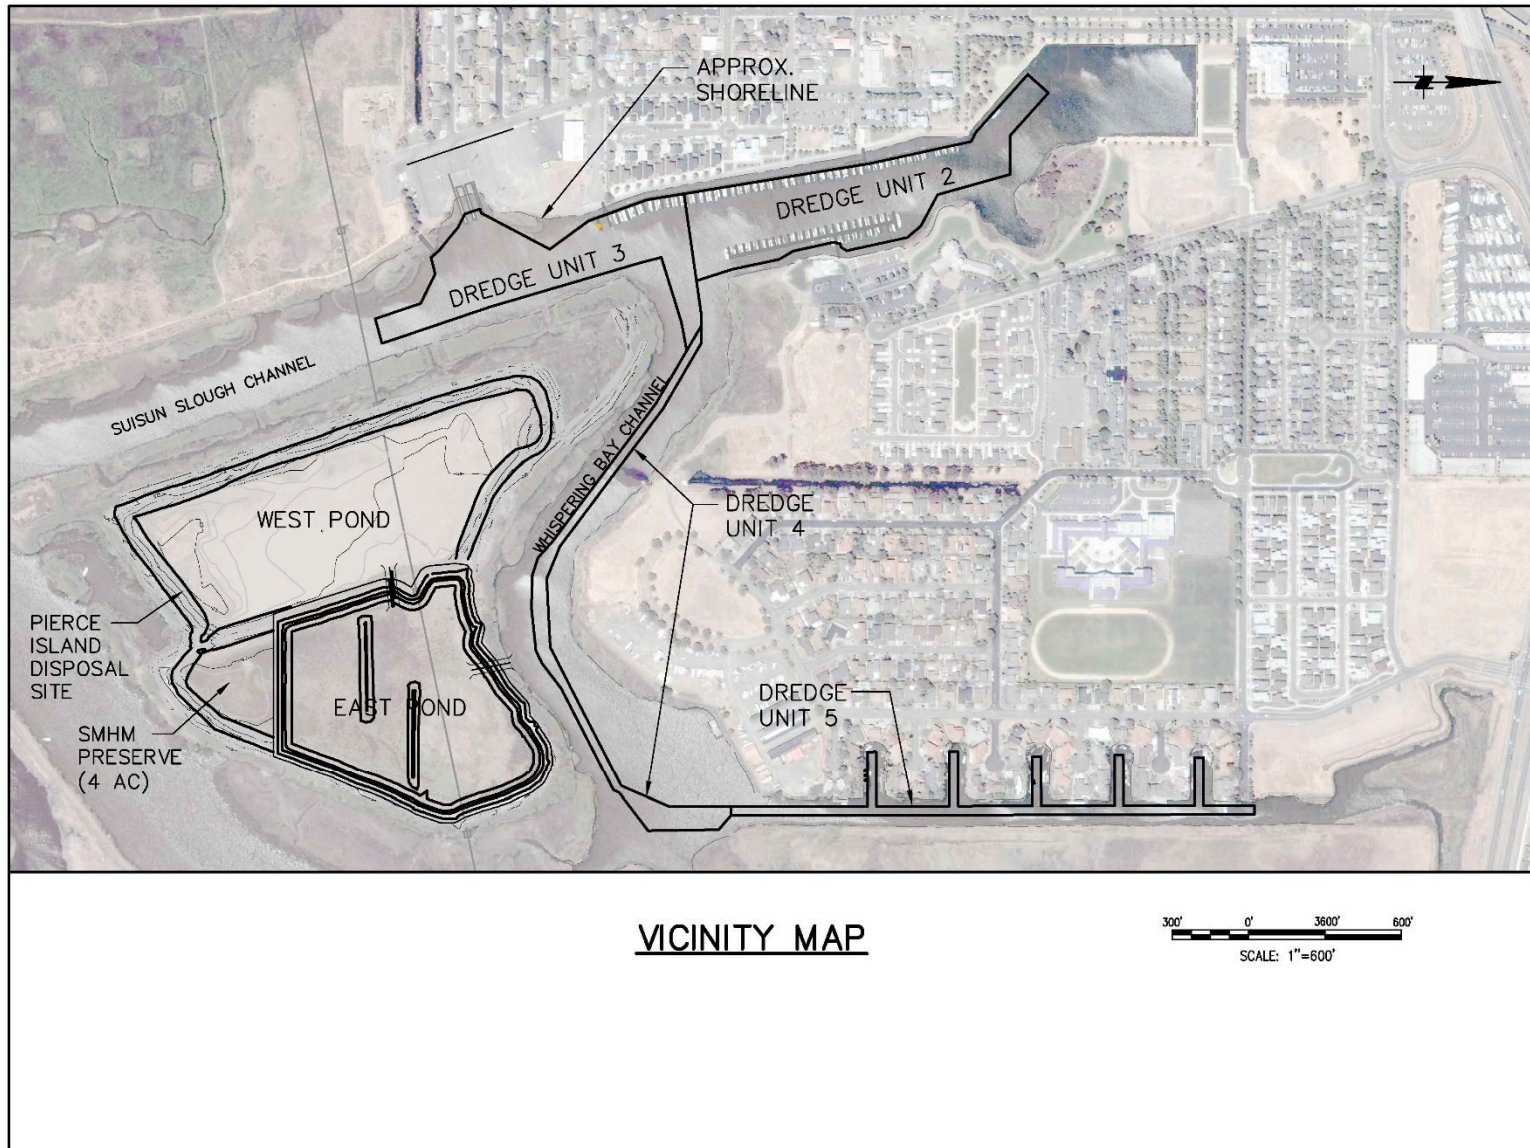 APPROX.
SHORELINE
N
DREDGE UNIT 2
DREDGE UNIT 3
SUISUN SLOUGH CHANNEL
WHISPERING BAY CHANNEL
WEST POND
DREDGE
UNIT 4
PIERCE
ISLAND
DISPOSAL
SITE
EAST POND
DREDGE
UNIT 5
SMHM
PRESERVE
(4 AC)
VICINITY MAP
300' 0' 3600' 600'
SCALE: 1"=600'